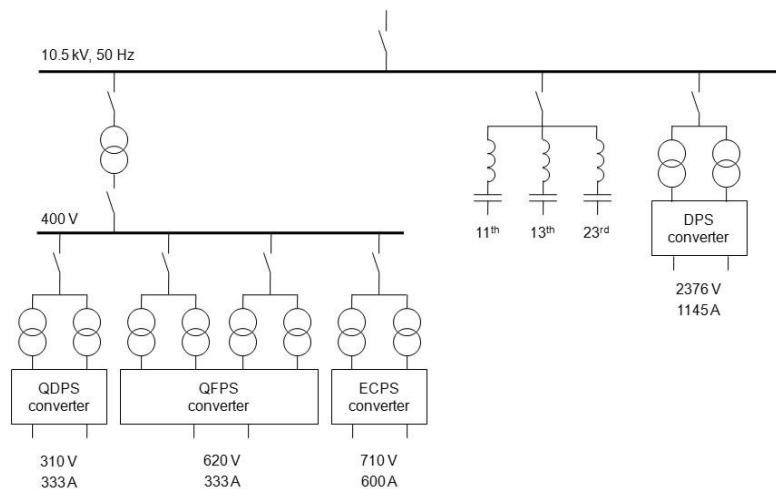 10.5 kV, 50 Hz
400 V
11th
13th
23rd
DPS
converter
2376 V
1145 A
QDPS
converter
QFPS
converter
ECPS
converter
310 V
333 A
620 V
333 A
710 V
600 A